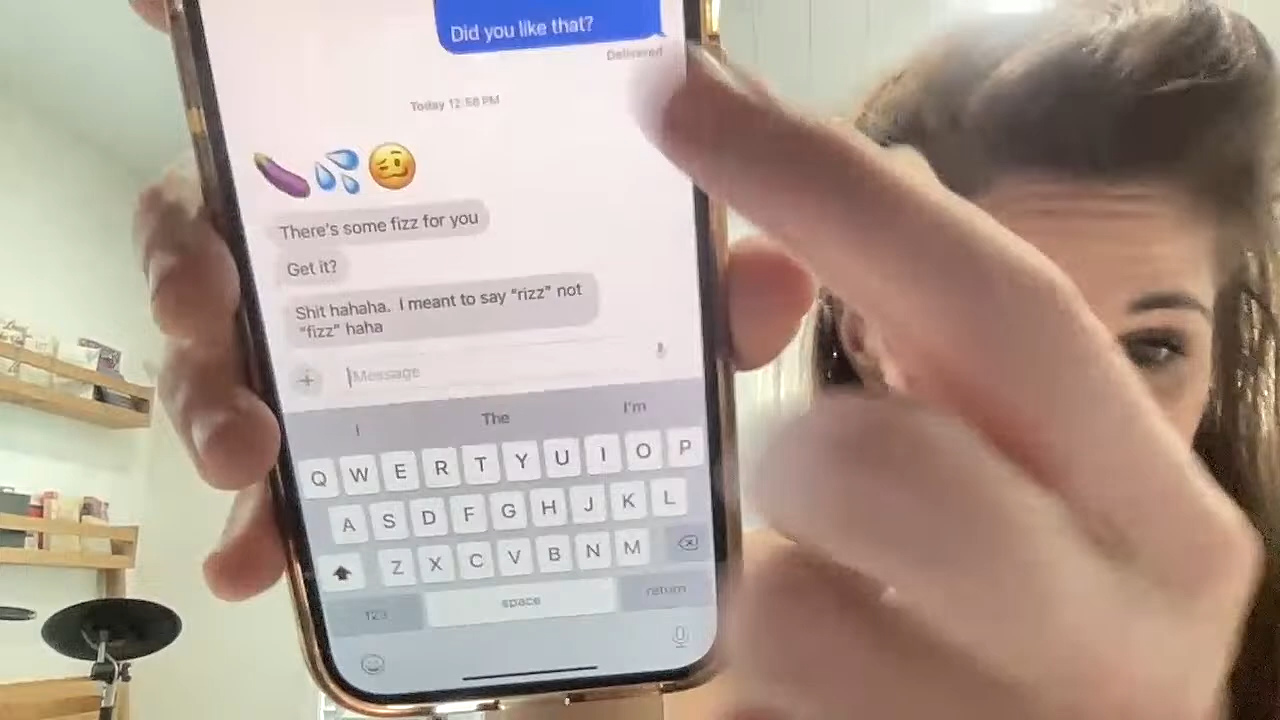 Did you like that?
Delivered
Today 12:58 PM
🍆💦🥴
There's some fizz for you
Get it?
Shit hahaha. I meant to say “rizz” not
“fizz” haha
Message
I The I'm
Q W E R T Y U I O P
A S D F G H J K L
Z X C V B N M
123 space return